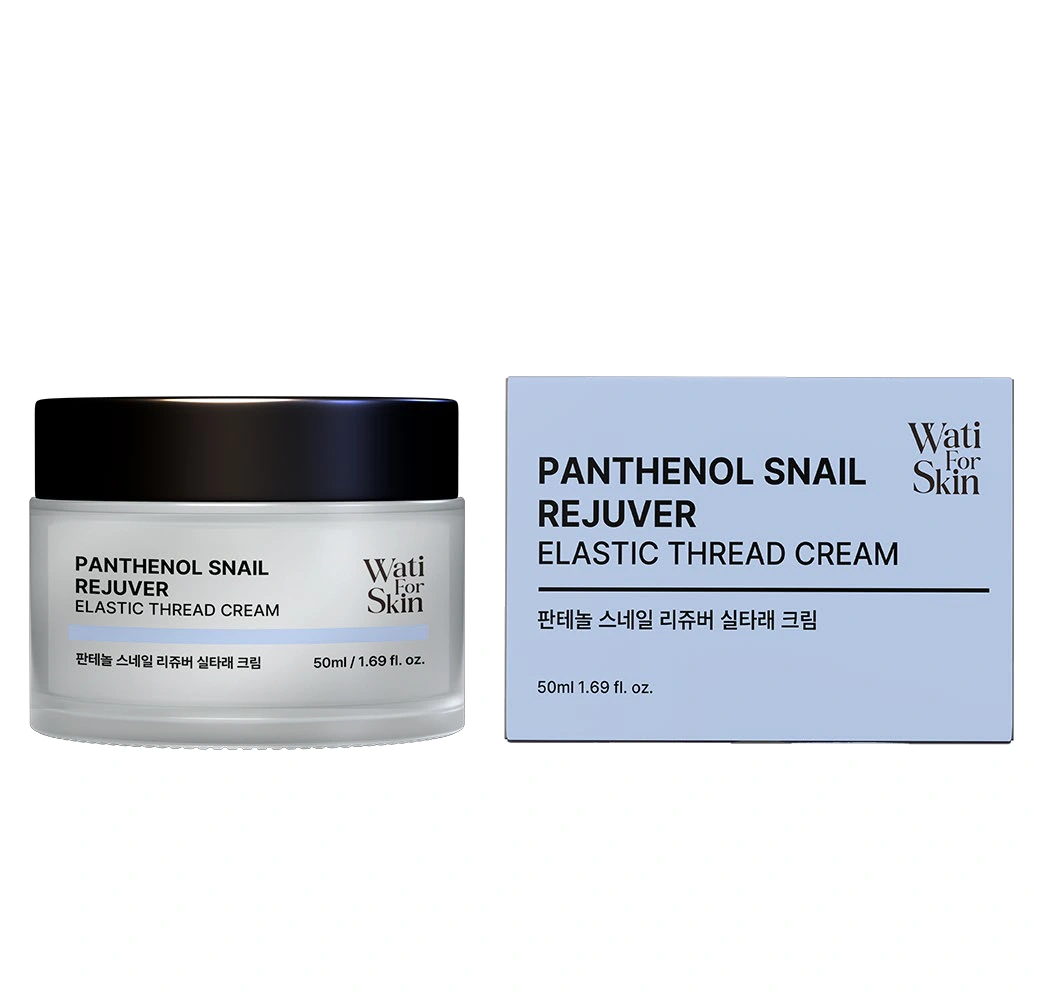 PANTHENOL SNAIL
REJUVER
ELASTIC THREAD CREAM
Wati
For
Skin
판테놀 스네일 리쥬버 실타래 크림
50ml / 1.69 fl. oz.
PANTHENOL SNAIL
REJUVER
ELASTIC THREAD CREAM
Wati
For
Skin
판테놀 스네일 리쥬버 실타래 크림
50ml 1.69 fl. oz.